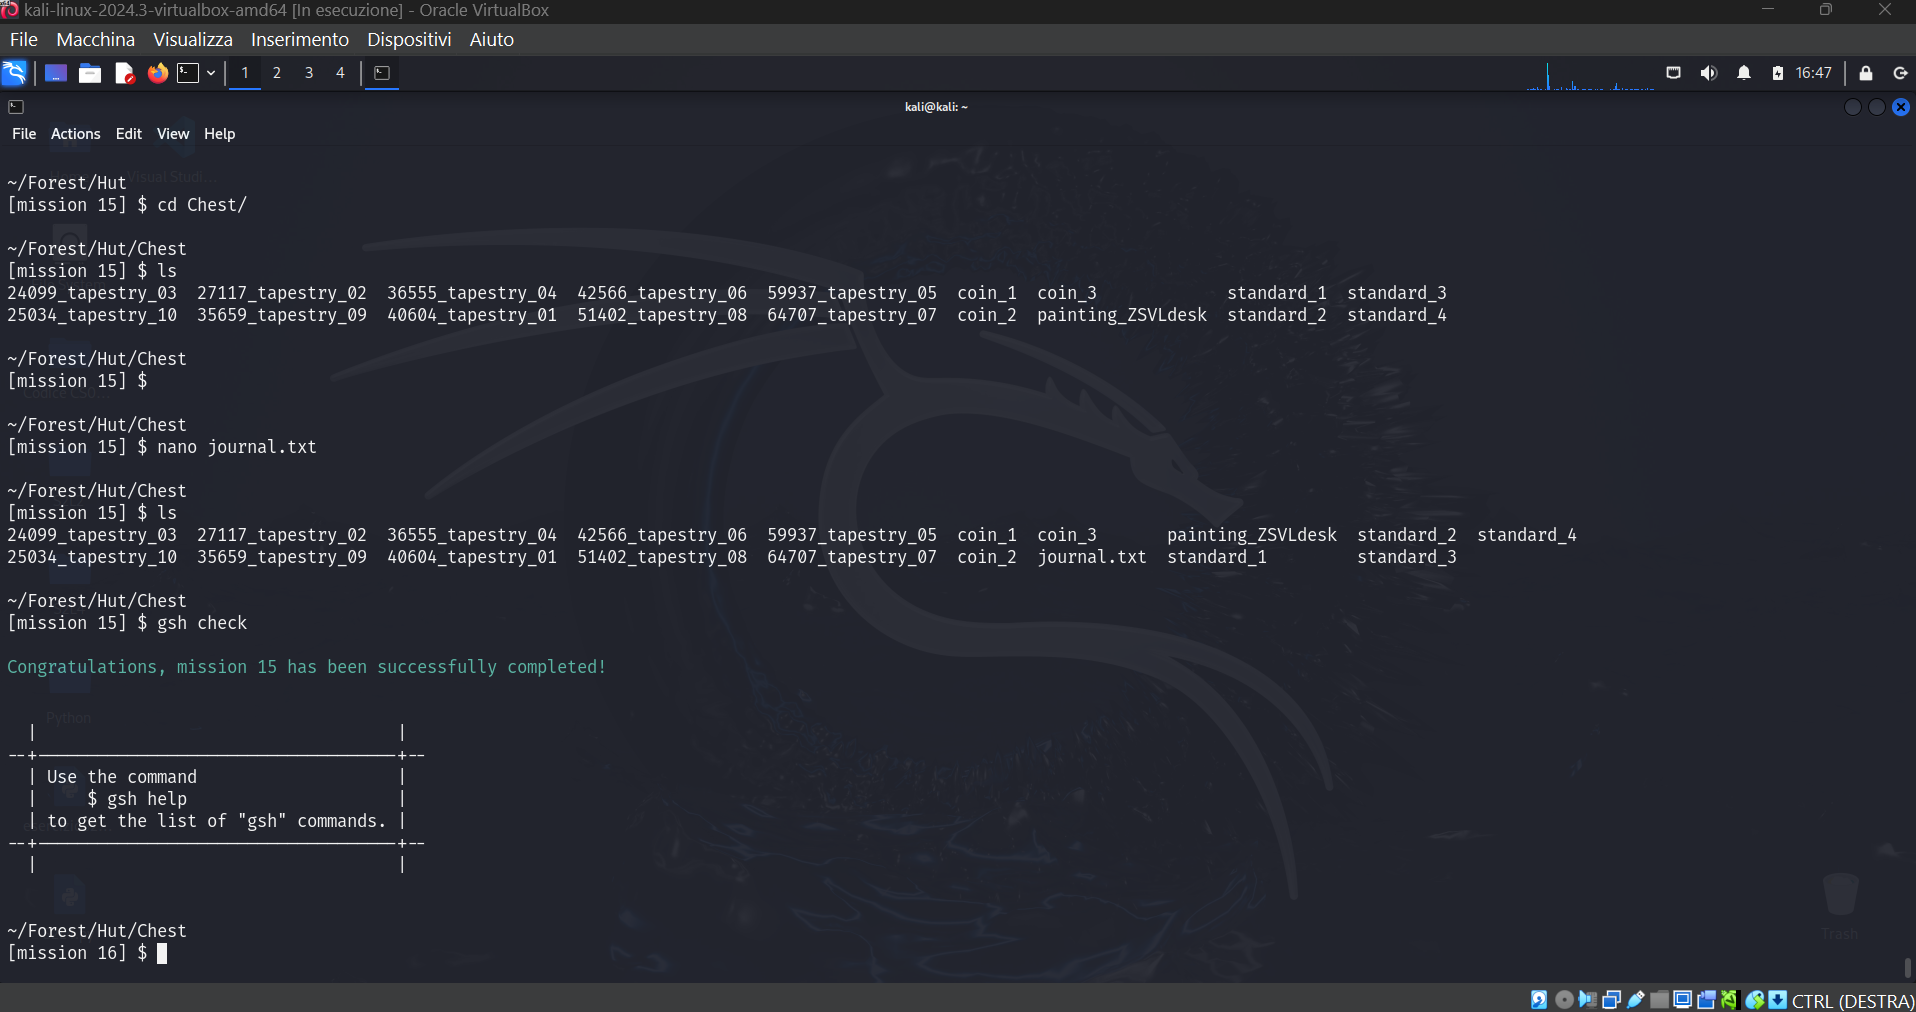 kali-linux-2024.3-virtualbox-amd64 [In esecuzione] - Oracle VirtualBox
File Macchina Visualizza Inserimento Dispositivi Aiuto
1 2 3 4
16:47
kali@kali: ~
File Actions Edit View Help
~/Forest/Hut
[mission 15] $ cd Chest/
~/Forest/Hut/Chest
[mission 15] $ ls
24099_tapestry_03 27117_tapestry_02 36555_tapestry_04 42566_tapestry_06 59937_tapestry_05 coin_1 coin_3 standard_1 standard_3
25034_tapestry_10 35659_tapestry_09 40604_tapestry_01 51402_tapestry_08 64707_tapestry_07 coin_2 painting_ZSVLdesk standard_2 standard_4
~/Forest/Hut/Chest
[mission 15] $
~/Forest/Hut/Chest
[mission 15] $ nano journal.txt
~/Forest/Hut/Chest
[mission 15] $ ls
24099_tapestry_03 27117_tapestry_02 36555_tapestry_04 42566_tapestry_06 59937_tapestry_05 coin_1 coin_3 painting_ZSVLdesk standard_2 standard_4
25034_tapestry_10 35659_tapestry_09 40604_tapestry_01 51402_tapestry_08 64707_tapestry_07 coin_2 journal.txt standard_1 standard_3
~/Forest/Hut/Chest
[mission 15] $ gsh check
Congratulations, mission 15 has been successfully completed!
Python
Use the command
$ gsh help
to get the list of "gsh" commands.
~/Forest/Hut/Chest
[mission 16] $
Trash
CTRL (DESTRA)